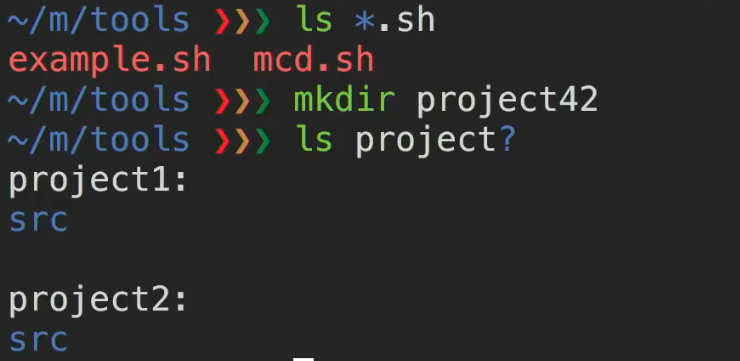 ~/m/tools ❯❯❯ ls *.sh
example.sh  mcd.sh
~/m/tools ❯❯❯ mkdir project42
~/m/tools ❯❯❯ ls project?
project1:
src

project2:
src